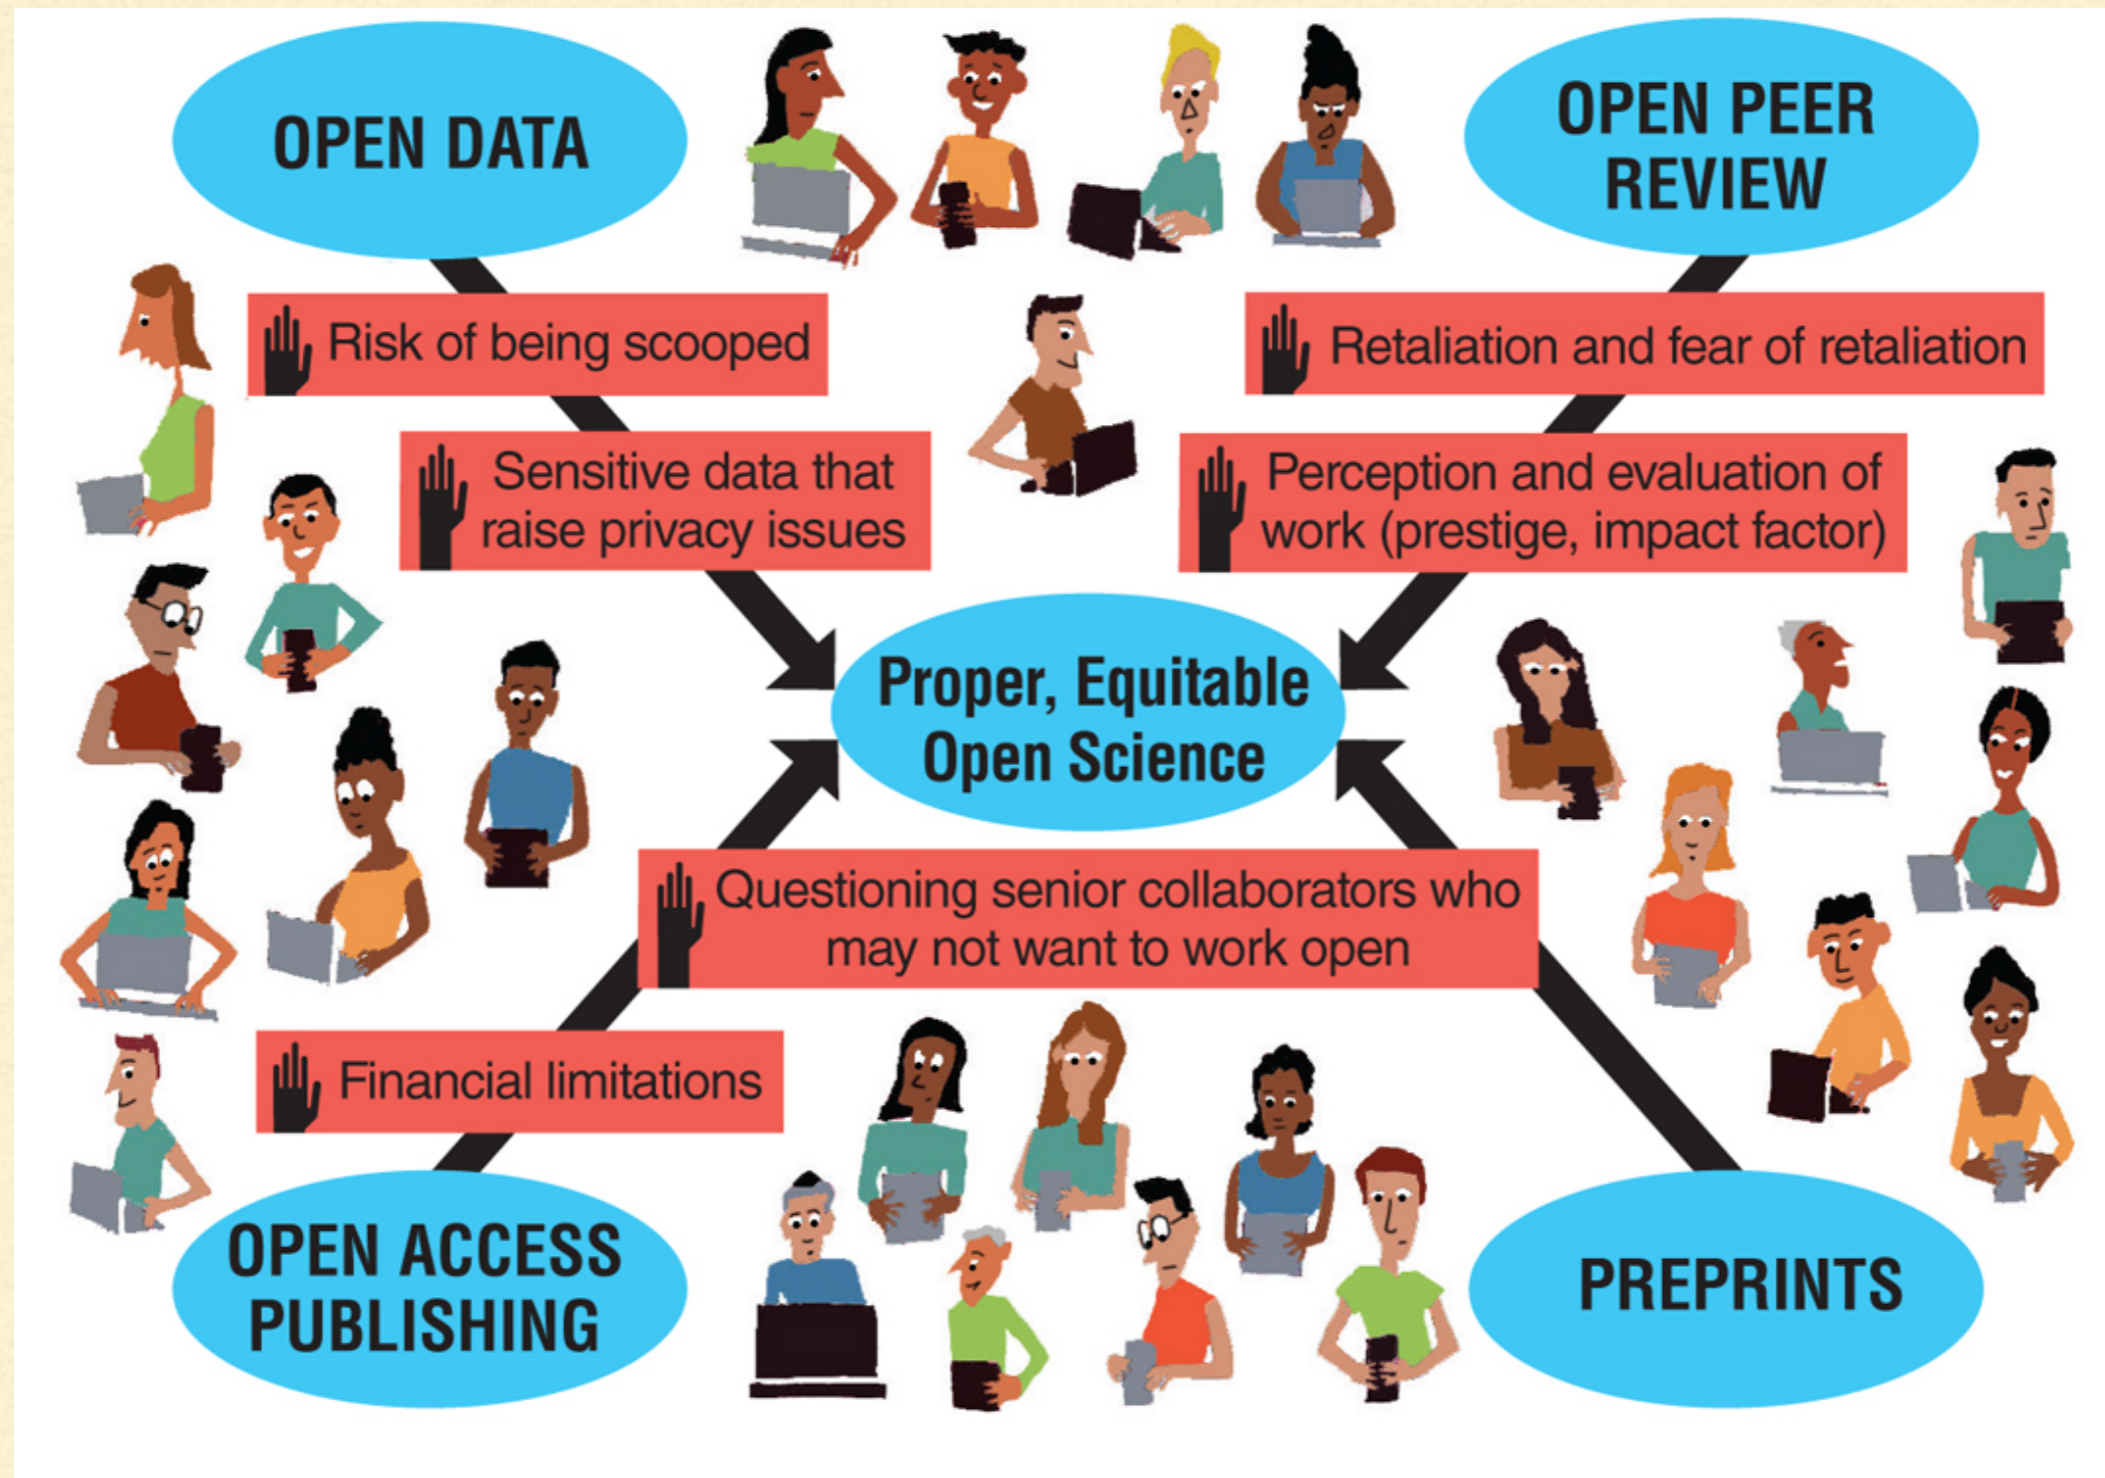 OPEN DATA
OPEN PEER
REVIEW
Risk of being scooped
Retaliation and fear of retaliation
Sensitive data that
raise privacy issues
Perception and evaluation of
work (prestige, impact factor)
Proper, Equitable
Open Science
Questioning senior collaborators who
may not want to work open
Financial limitations
OPEN ACCESS
PUBLISHING
PREPRINTS